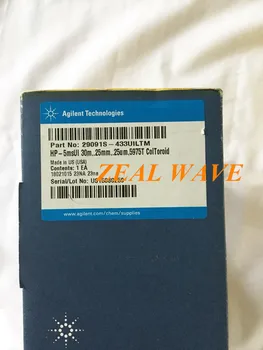 Agilent Technologies
Part No: 29091S-433UILTM
HP-5msUI 30m,.25mm,.25um,5975T ColToroid
Made in US (USA)
Contents: 1 EA
Serial/Lot No:
ZEAL WAVE
www.agilent.com/chem/supplies